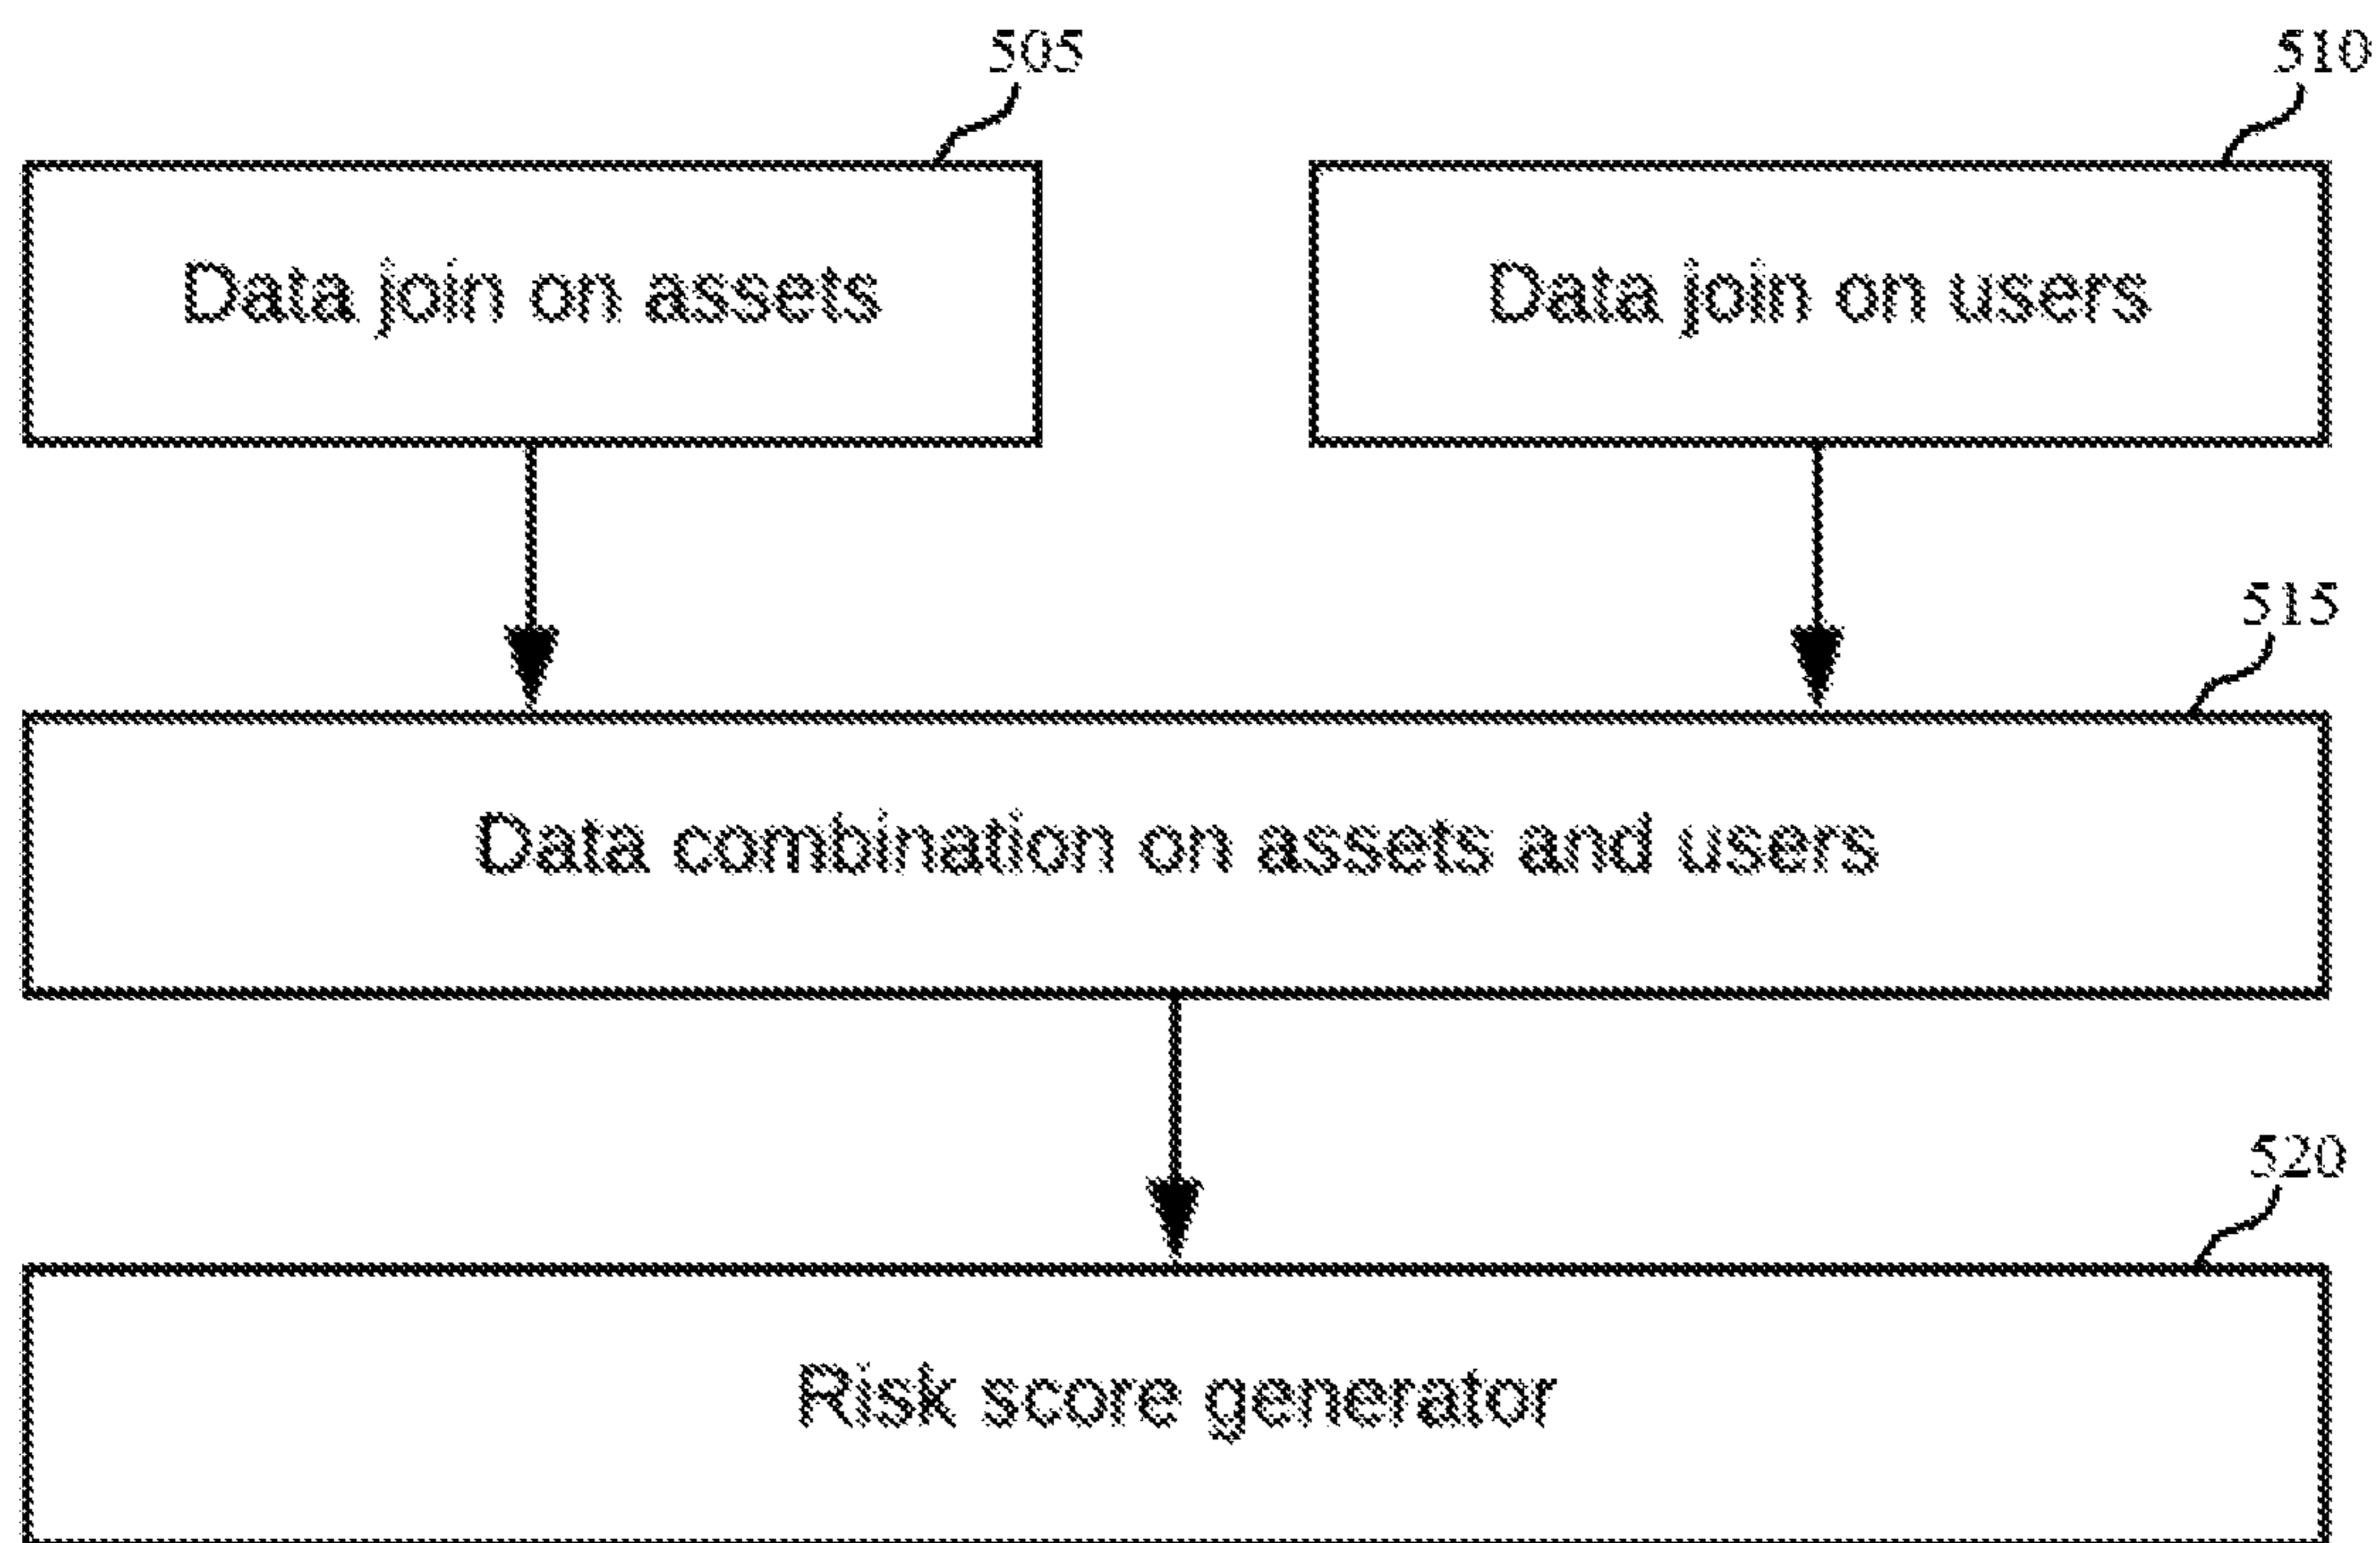 505
510
Data join on assets
Data join on users
515
Data combination on assets and users
520
Risk score generator